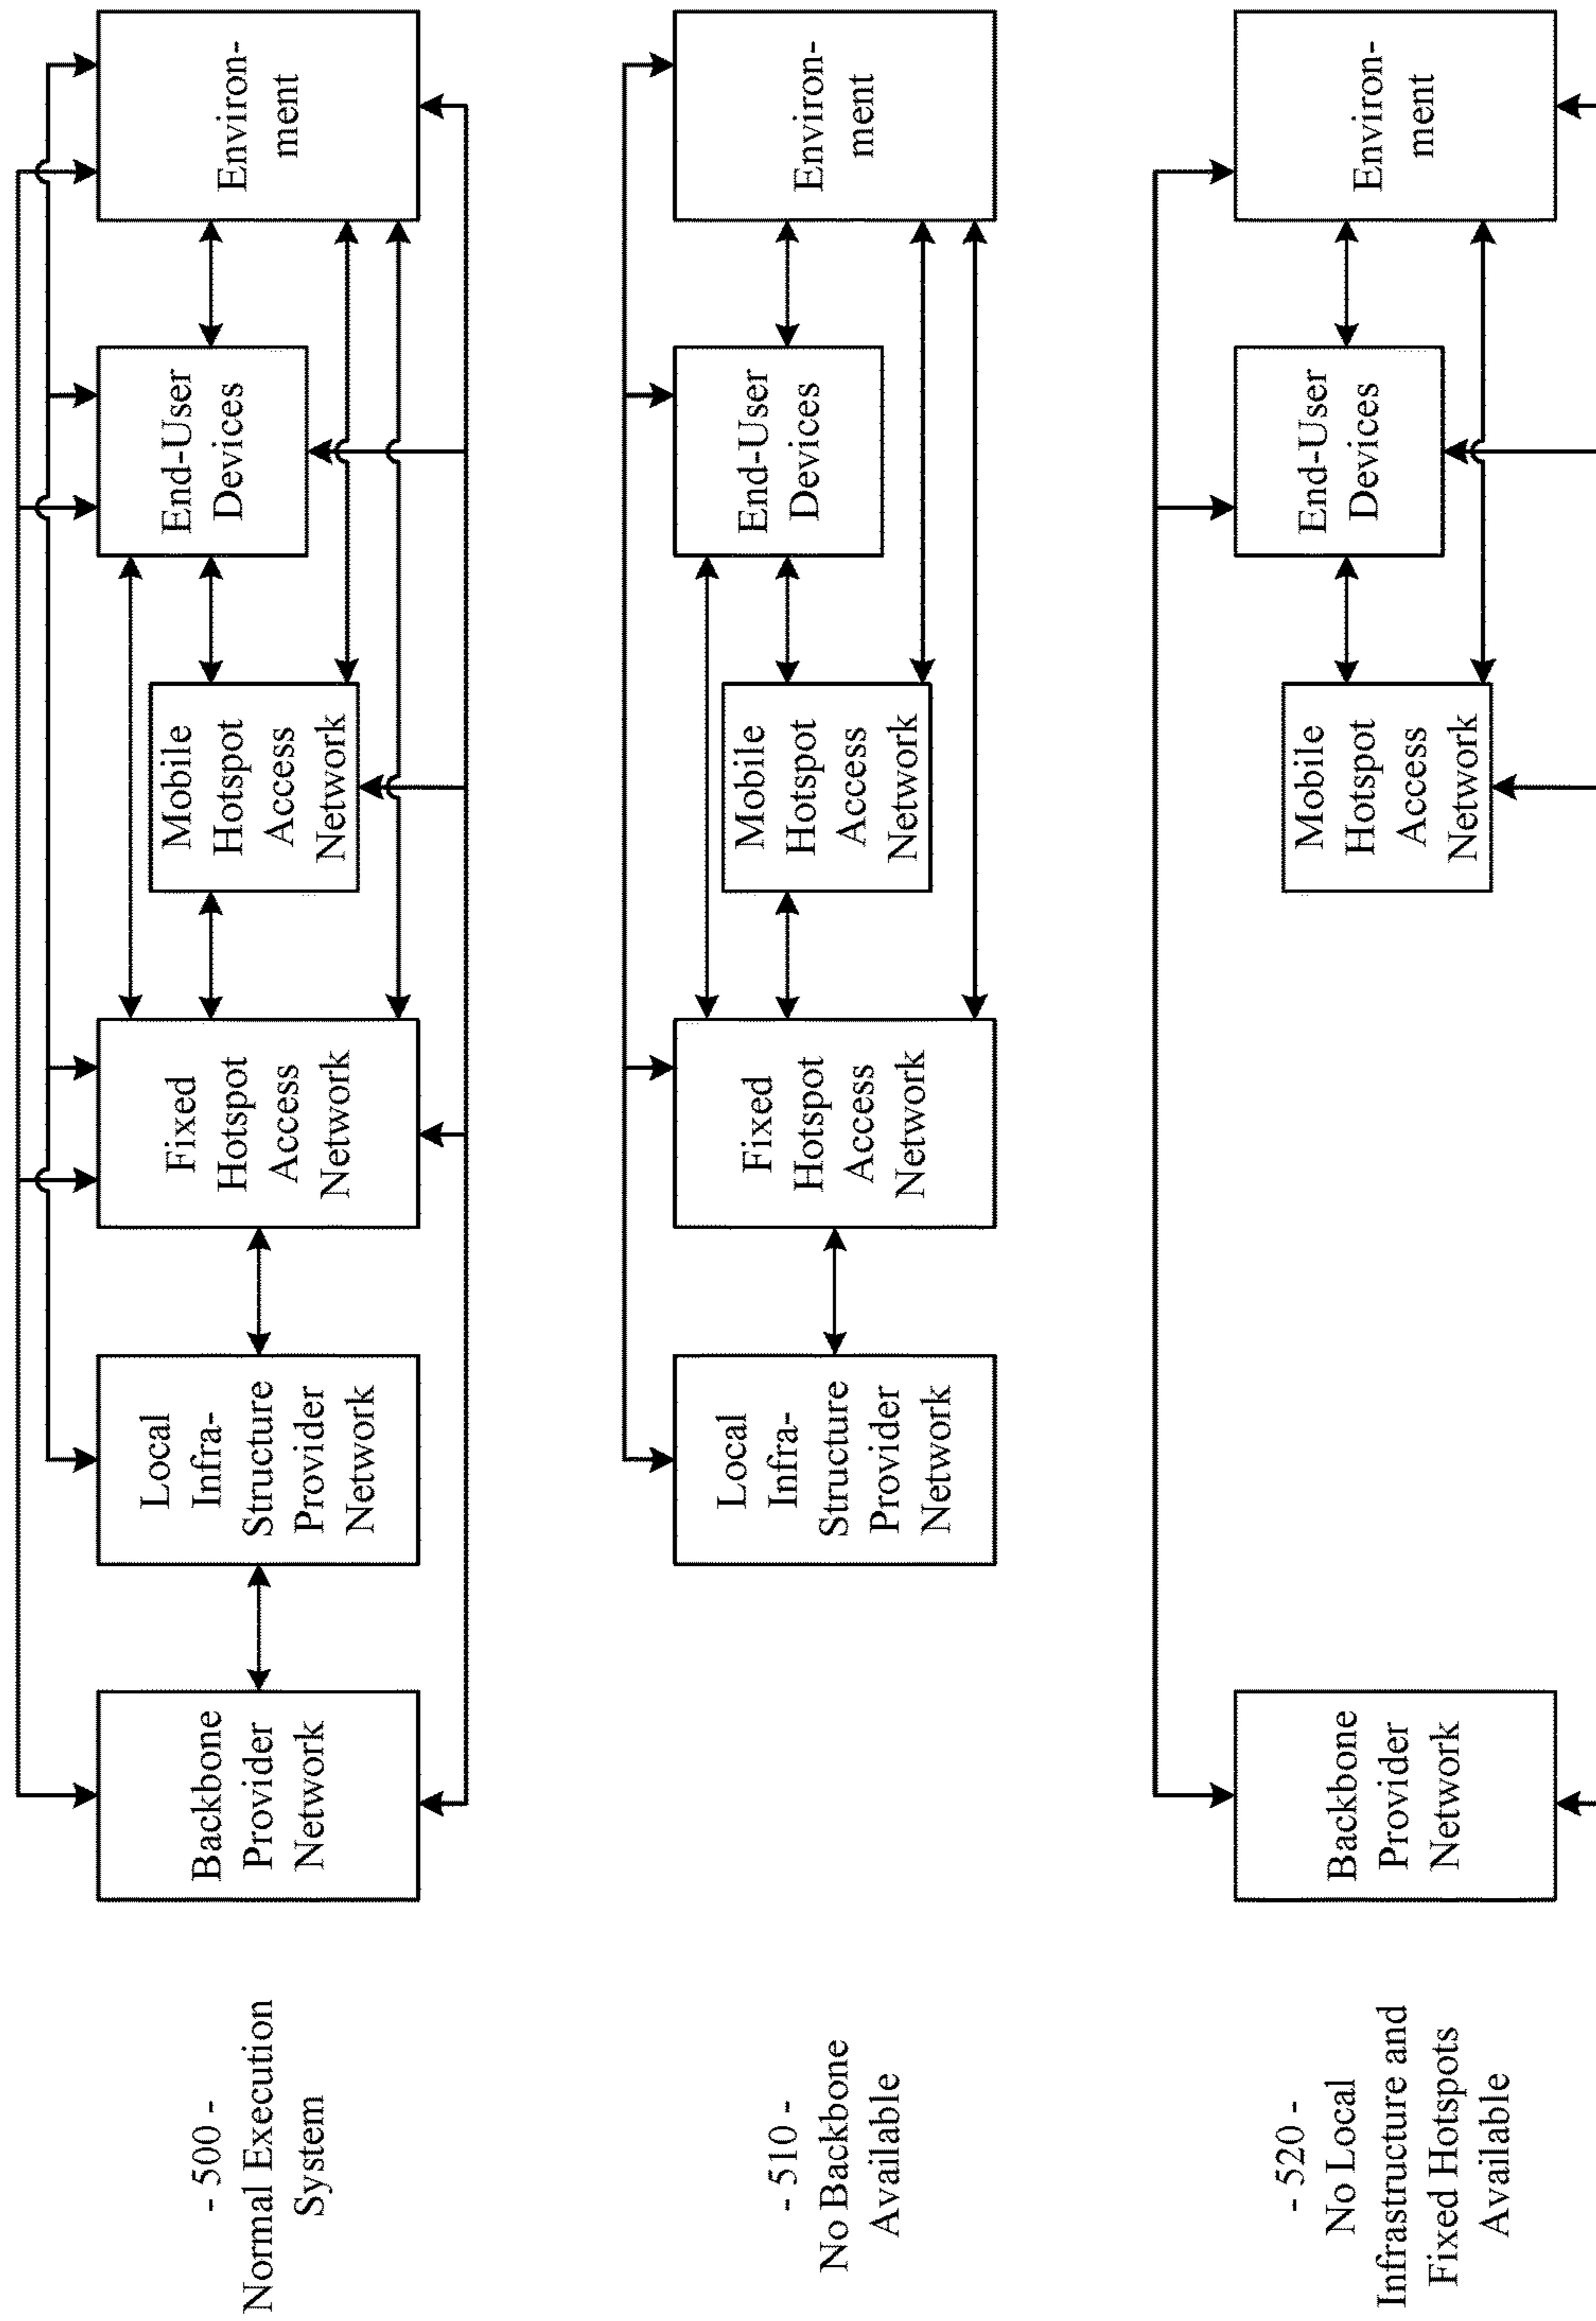 - 500 -
Normal Execution
System
Backbone
Provider
Network
Local
Infra-
Structure
Provider
Network
Fixed
Hotspot
Access
Network
Mobile
Hotspot
Access
Network
End-User
Devices
Environ-
ment
- 510 -
No Backbone
Available
Local
Infra-
Structure
Provider
Network
Fixed
Hotspot
Access
Network
Mobile
Hotspot
Access
Network
End-User
Devices
Environ-
ment
- 520 -
No Local
Infrastructure and
Fixed Hotspots
Available
Backbone
Provider
Network
Mobile
Hotspot
Access
Network
End-User
Devices
Environ-
ment